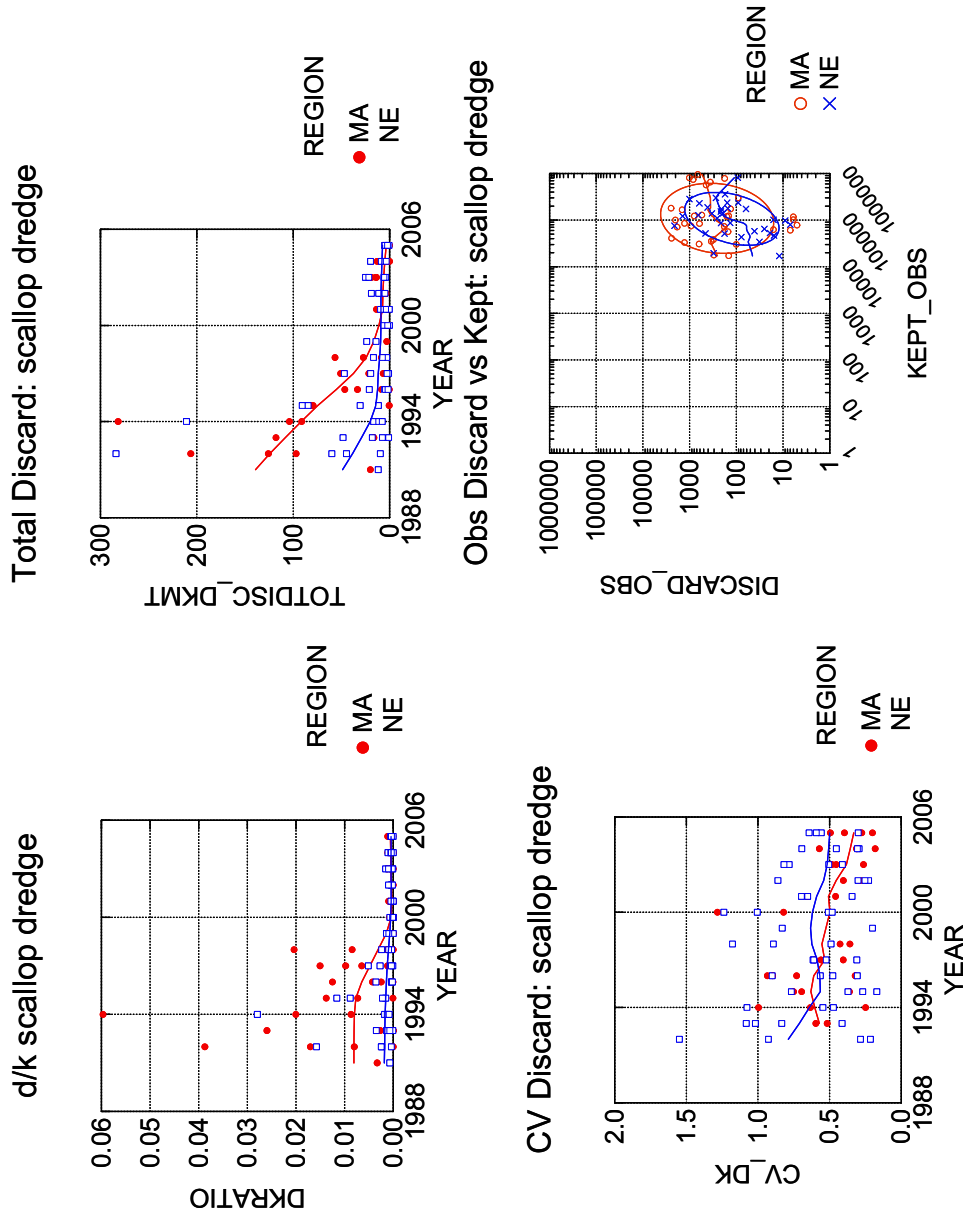 d/k scallop dredge
0.06
0.05
0.04
0.03
0.02
0.01
0.00
DKRATIO
1988
1994
2000
2006
YEAR
REGION
MA
NE
Total Discard: scallop dredge
300
200
100
0
TOTDISC_DKMT
1988
1994
2000
2006
YEAR
REGION
MA
NE
CV Discard: scallop dredge
2.0
1.5
1.0
0.5
0.0
CV_DK
1988
1994
2000
2006
YEAR
REGION
MA
NE
Obs Discard vs Kept: scallop dredge
1000000
100000
10000
1000
100
10
1
DISCARD_OBS
1
10
100
1000
10000
100000
1000000
KEPT_OBS
REGION
MA
NE